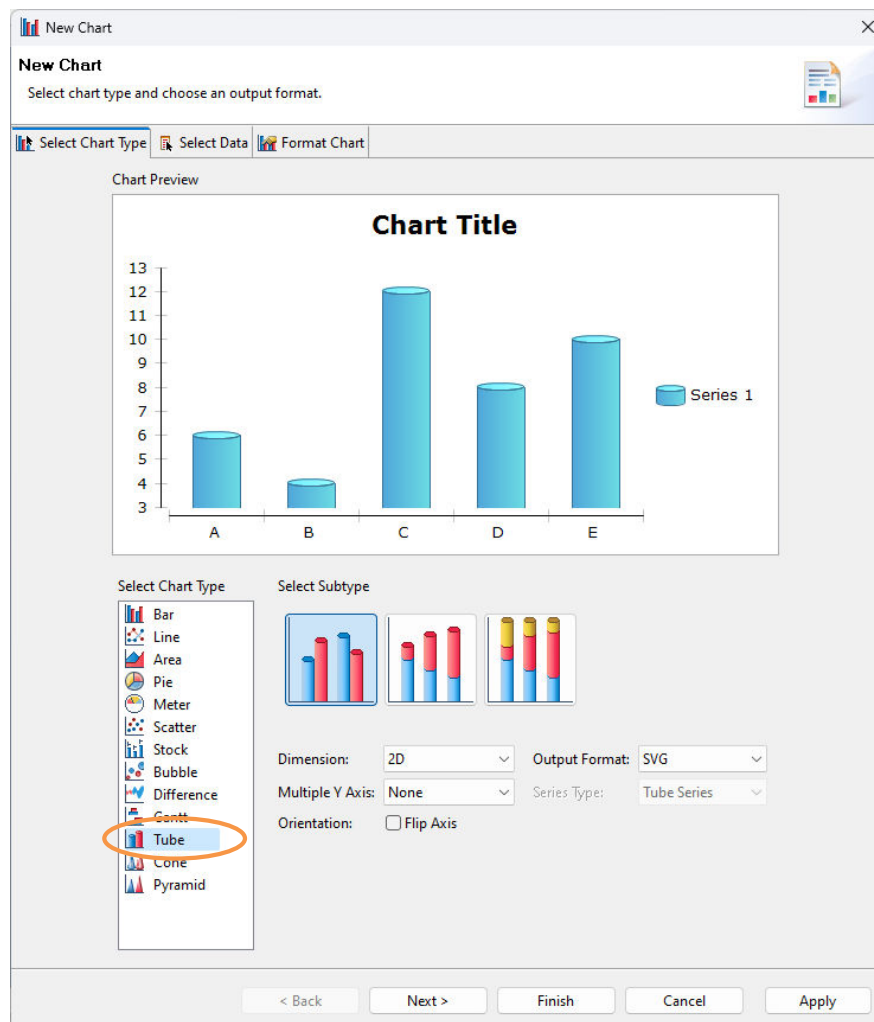 New Chart
New Chart
Select chart type and choose an output format.
Select Chart Type Select Data Format Chart
Chart Preview
Chart Title
13
12
11
10
9
8
7
6
5
4
3
A B C D E
Series 1
Select Chart Type
Bar
Line
Area
Pie
Meter
Scatter
Stock
Bubble
Difference
Gantt
Tube
Cone
Pyramid
Select Subtype
Dimension: 2D Output Format: SVG
Multiple Y Axis: None Series Type: Tube Series
Orientation: Flip Axis
< Back Next > Finish Cancel Apply